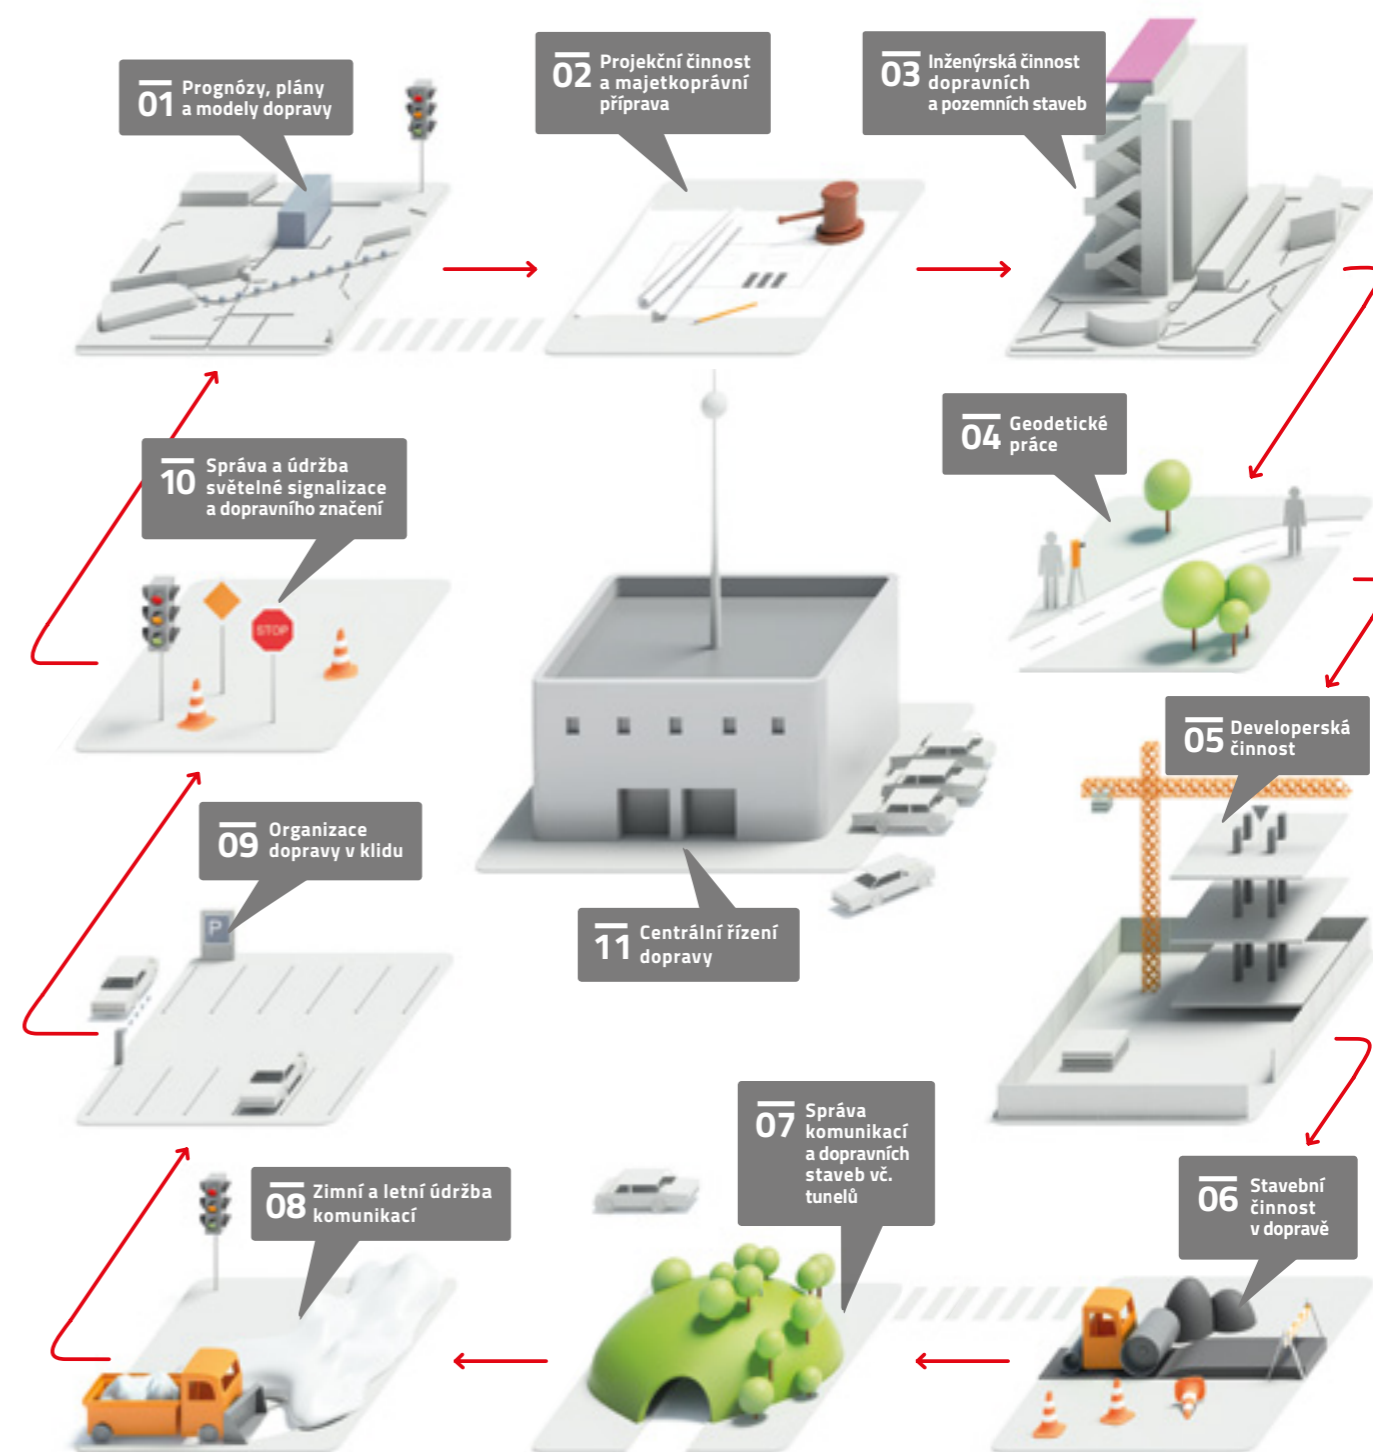 01 Prognózy, plány
a modely dopravy
02 Projekční činnost
a majetkoprávní
příprava
03 Inženýrská činnost
dopravních
a pozemních staveb
04 Geodetické
práce
05 Developerská
činnost
06 Stavební
činnost
v dopravě
07 Správa
komunikací
a dopravních
staveb vč.
tunelů
08 Zimní a letní údržba
komunikací
09 Organizace
dopravy v klidu
P
10 Správa a údržba
světelné signalizace
a dopravního značení
STOP
11 Centrální řízení
dopravy